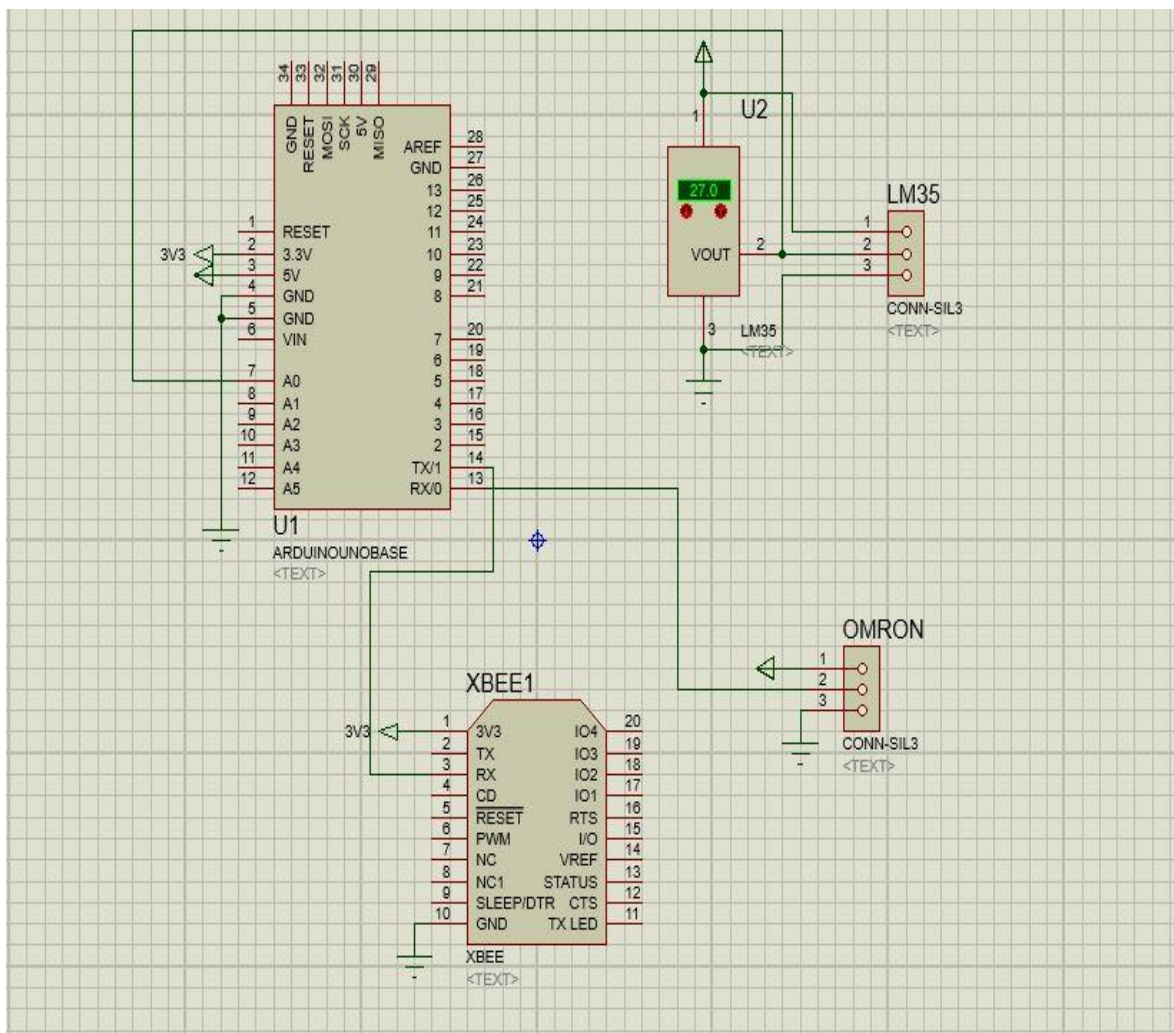 34
33
32
31
30
29
GND
RESET
MOSI
SCK
5V
MISO
AREF 28
GND 27
13 26
12 25
11 24
10 23
9 22
8 21
7 20
6 19
5 18
4 17
3 16
2 15
TX/1 14
RX/0 13
1 RESET
3V3 2 3.3V
3 5V
4 GND
5 GND
6 VIN
7 A0
8 A1
9 A2
10 A3
11 A4
12 A5
U1
ARDUINOUNOBASE
<TEXT>
U2
1
27.0
VOUT 2
3 LM35
<TEXT>
LM35
1
2
3
CONN-SIL3
<TEXT>
OMRON
1
2
3
CONN-SIL3
<TEXT>
XBEE1
3V3 1 3V3 IO4 20
2 TX IO3 19
3 RX IO2 18
4 CD IO1 17
5 RESET RTS 16
6 PWM I/O 15
7 NC VREF 14
8 NC1 STATUS 13
9 SLEEP/DTR CTS 12
10 GND TX LED 11
XBEE
<TEXT>